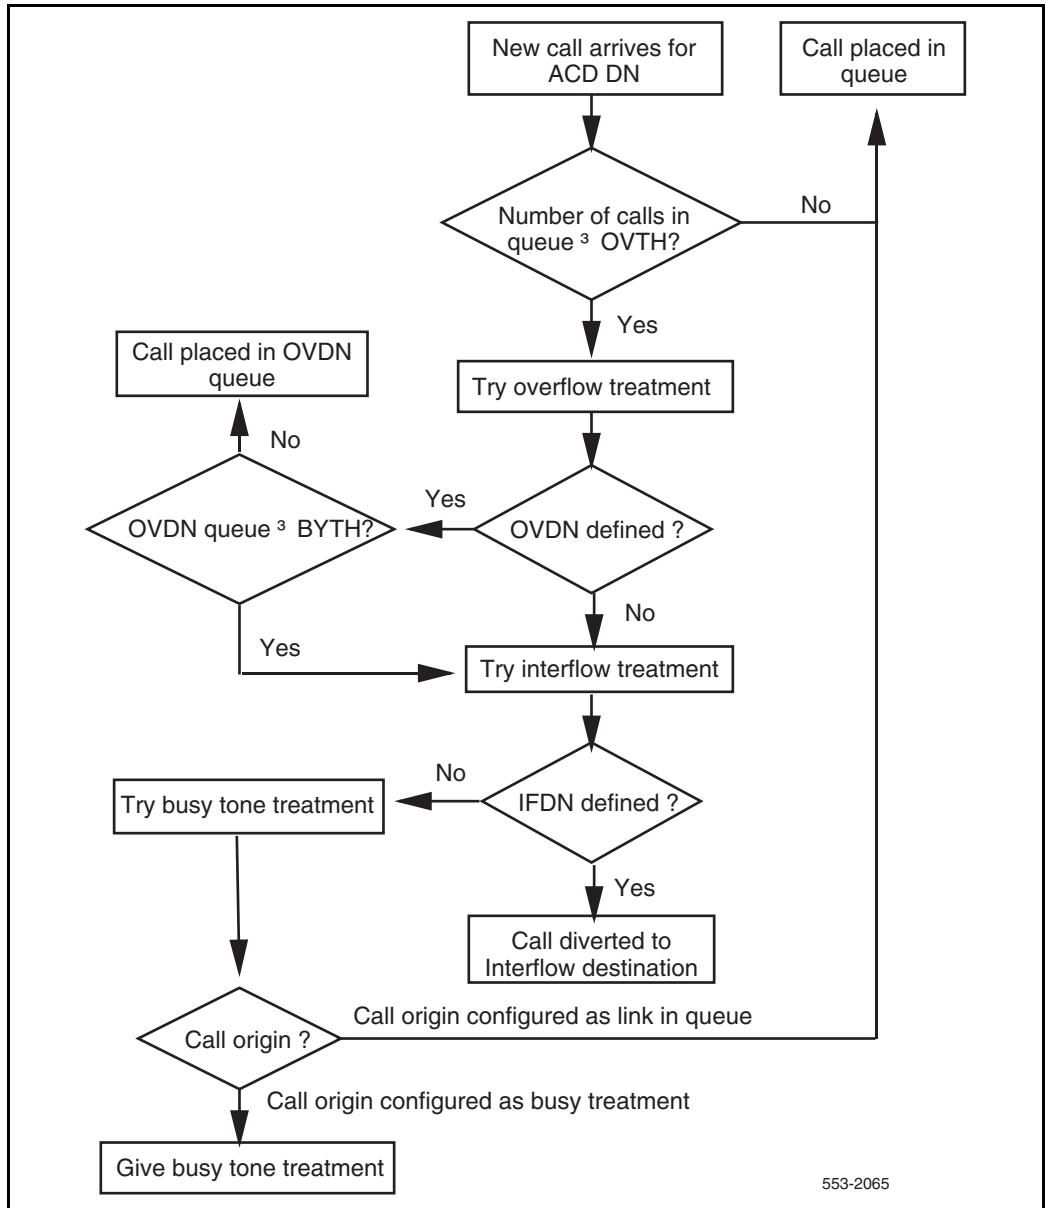 New call arrives for
ACD DN
Call placed in
queue
Number of calls in
queue ³ OVTH?
No
Yes
Call placed in OVDN
queue
Try overflow treatment
No
Yes
OVDN queue ³ BYTH?
OVDN defined ?
No
Yes
Try interflow treatment
No
Try busy tone treatment
IFDN defined ?
Yes
Call diverted to
Interflow destination
Call origin configured as link in queue
Call origin ?
Call origin configured as busy treatment
Give busy tone treatment
553-2065